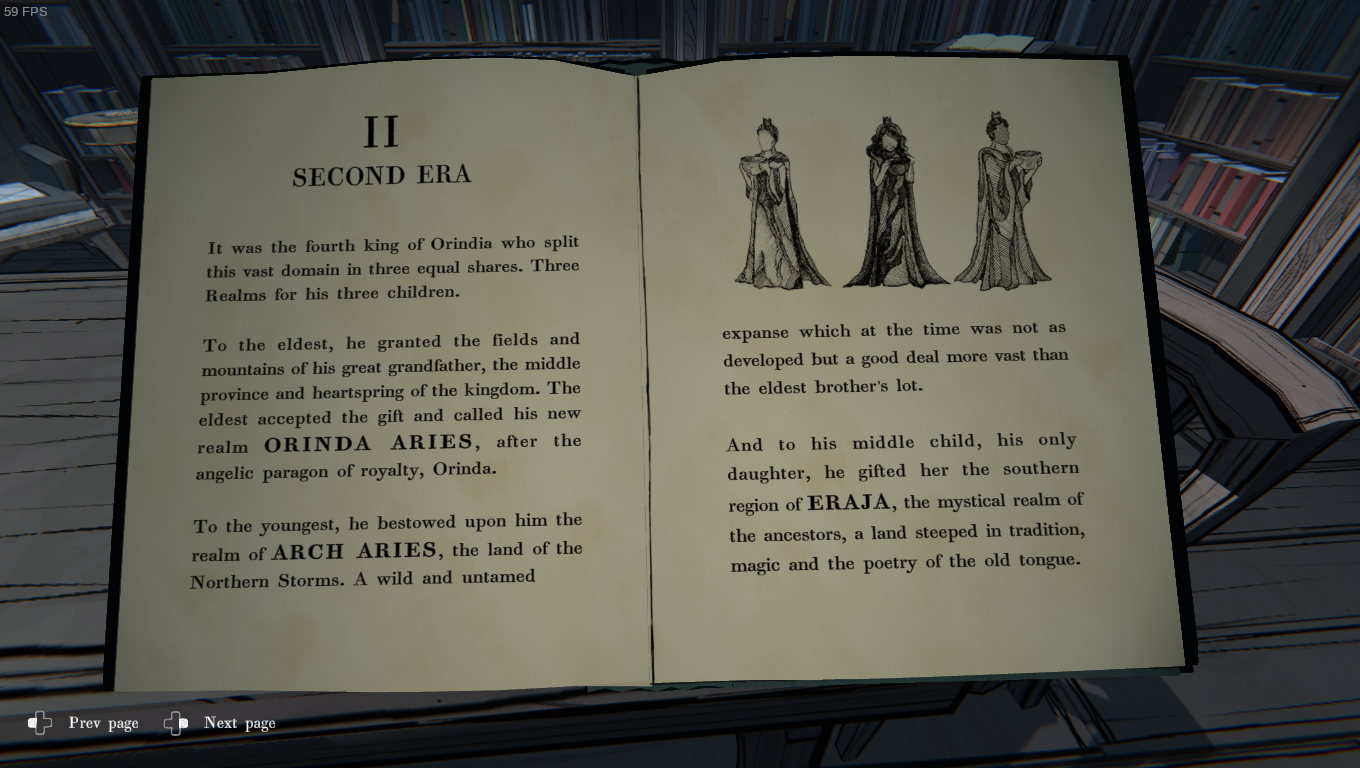 59 FPS
II
SECOND ERA
It was the fourth king of Orindia who split
this vast domain in three equal shares. Three
Realms for his three children.
To the eldest, he granted the fields and
mountains of his great grandfather, the middle
province and heartspring of the kingdom. The
eldest accepted the gift and called his new
realm ORINDA ARIES, after the
angelic paragon of royalty, Orinda.
To the youngest, he bestowed upon him the
realm of ARCH ARIES, the land of the
Northern Storms. A wild and untamed
expanse which at the time was not as
developed but a good deal more vast than
the eldest brother's lot.
And to his middle child, his only
daughter, he gifted her the southern
region of ERAJA, the mystical realm of
the ancestors, a land steeped in tradition,
magic and the poetry of the old tongue.
Prev page
Next page